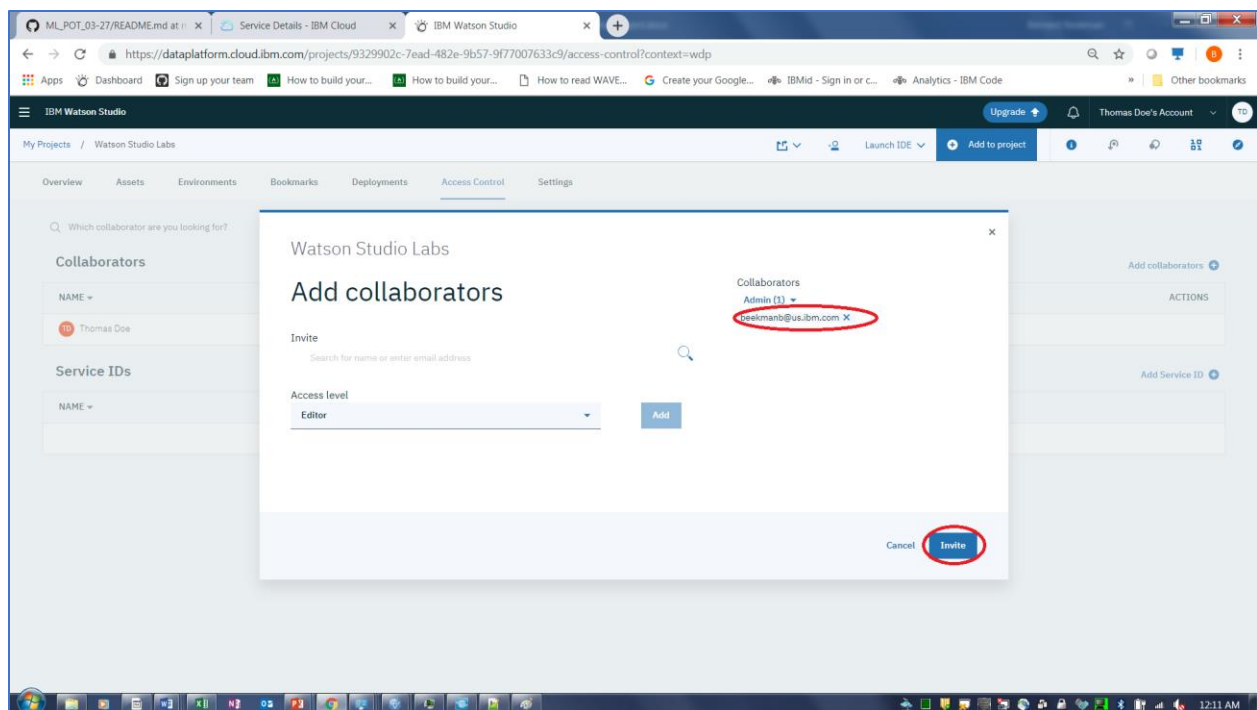 ML_POT_03-27/README.md at
Service Details - IBM Cloud
IBM Watson Studio
https://dataplatform.cloud.ibm.com/projects/9329902c-7ead-482e-9b57-9f77007633c9/access-control?context=wdp
B
Apps Dashboard Sign up your team How to build your... How to build your... How to read WAVE... Create your Google... IBMid - Sign in or c... Analytics - IBM Code » Other bookmarks
IBM Watson Studio Upgrade Thomas Doe's Account TD
My Projects / Watson Studio Labs Launch IDE Add to project
Overview Assets Environments Bookmarks Deployments Access Control Settings
Which collaborator are you looking for?
Collaborators Add collaborators
NAME ACTIONS
TD Thomas Doe
Service IDs Add Service ID
NAME
Watson Studio Labs
Add collaborators
Collaborators
Admin (1)
beekmanb@us.ibm.com
Invite
Search for name or enter email address
Access level
Editor Add
Cancel Invite
12:11 AM